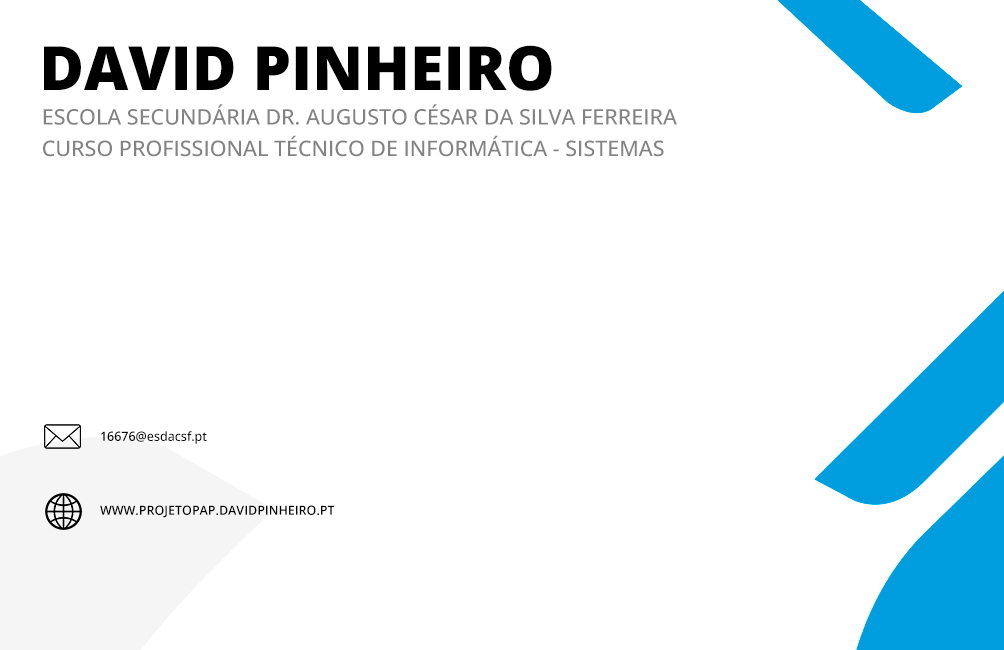 DAVID PINHEIRO
ESCOLA SECUNDÁRIA DR. AUGUSTO CÉSAR DA SILVA FERREIRA
CURSO PROFISSIONAL TÉCNICO DE INFORMÁTICA - SISTEMAS
16676@esdacsf.pt
WWW.PROJETOPAP.DAVIDPINHEIRO.PT